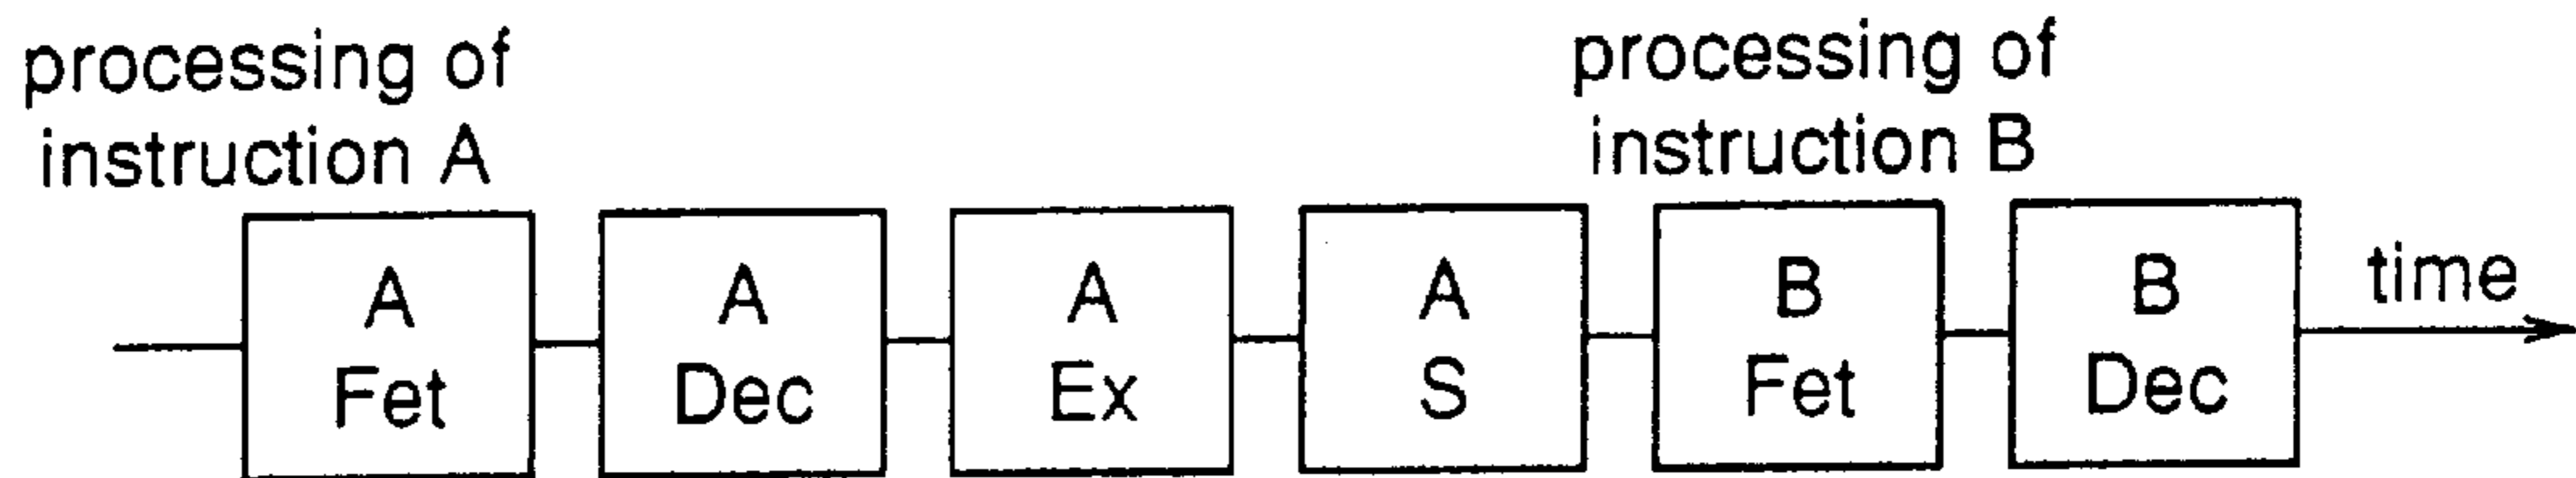 processing of
instruction A
processing of
instruction B
A
Fet
A
Dec
A
Ex
A
S
B
Fet
B
Dec
time